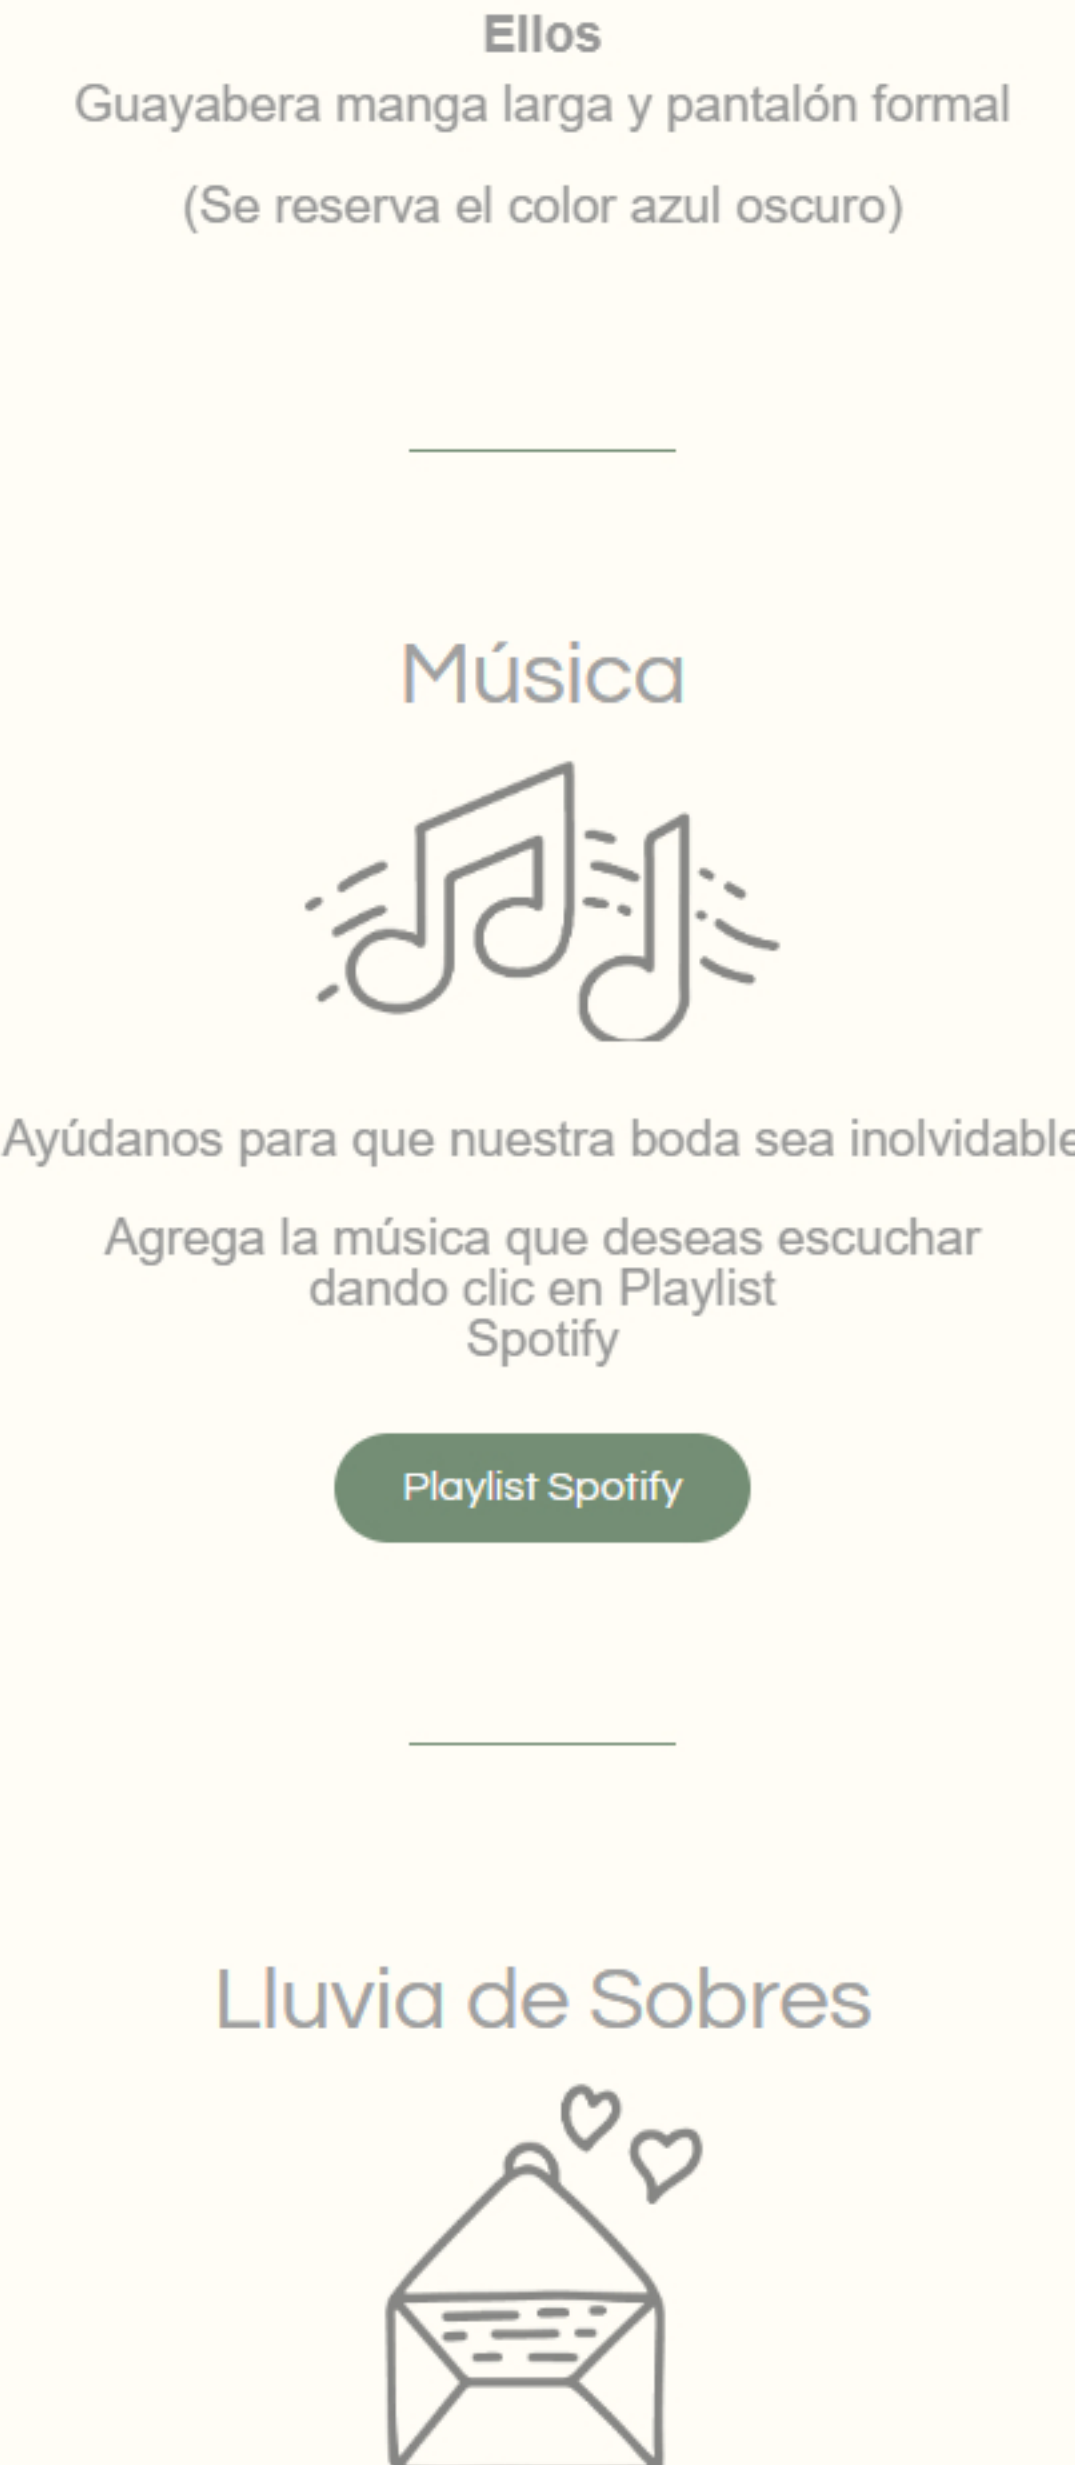 Ellos
Guayabera manga larga y pantalón formal
(Se reserva el color azul oscuro)
Música
Ayúdanos para que nuestra boda sea inolvidable
Agrega la música que deseas escuchar
dando clic en Playlist
Spotify
Playlist Spotify
Lluvia de Sobres